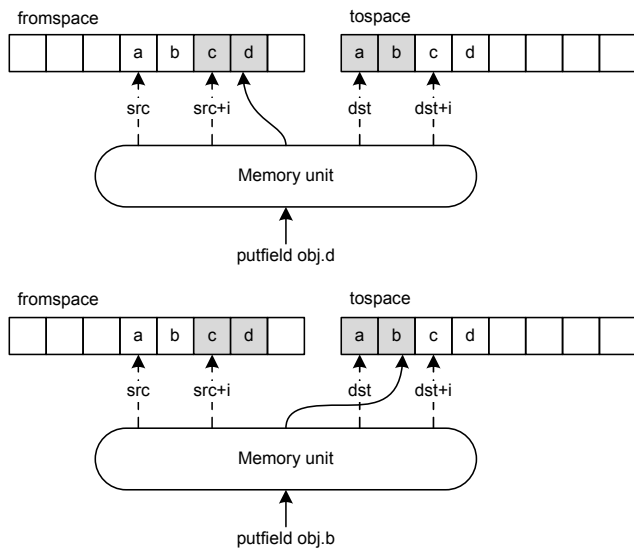 fromspace tospace
a b c d a b c d
src src+i dst dst+i
Memory unit
putfield obj.d
fromspace tospace
a b c d a b c d
src src+i dst dst+i
Memory unit
putfield obj.b